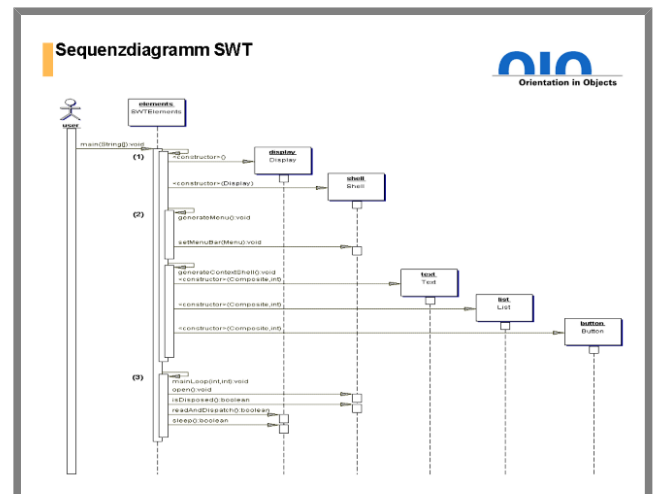 Sequenzdiagramm SWT
OIO
Orientation in Objects
user
elements
SWTElements
main(String[]):void
(1)
<constructor>()
display
Display
<constructor>(Display)
shell
Shell
(2)
generateMenu():void
setMenuBar(Menu):void
generateContextShell():void
<constructor>(Composite,int)
text
Text
<constructor>(Composite,int)
list
List
<constructor>(Composite,int)
button
Button
(3)
mainLoop(int,int):void
open():void
isDisposed():boolean
readAndDispatch():boolean
sleep():boolean